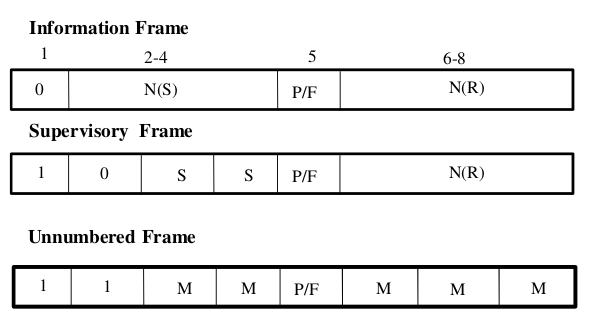 Information Frame
1 2-4 5 6-8
0 N(S) P/F N(R)
Supervisory Frame
1 0 S S P/F N(R)
Unnumbered Frame
1 1 M M P/F M M M